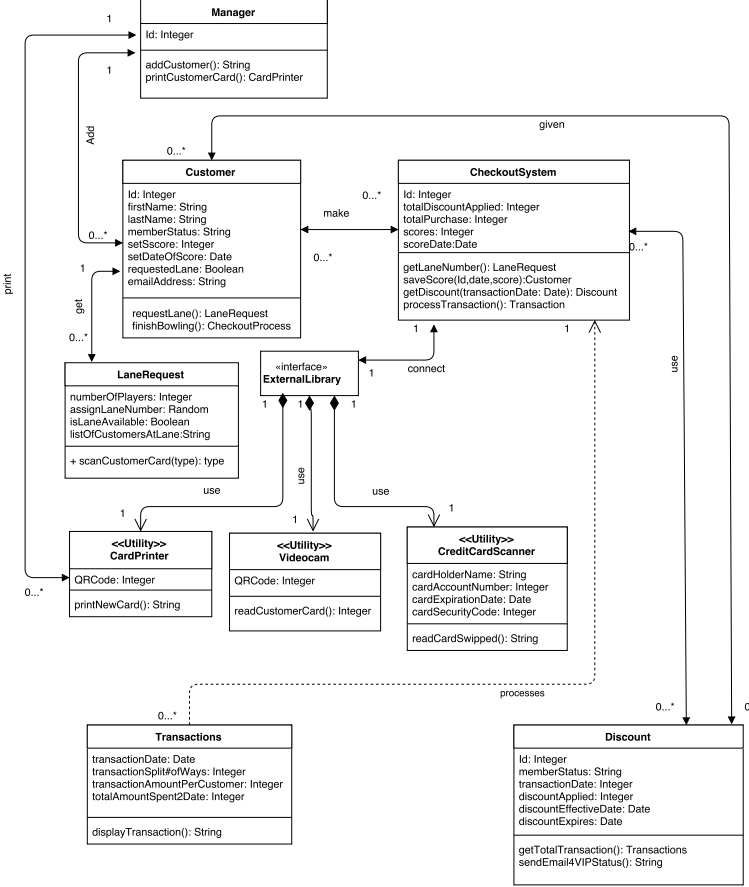 Manager
Id: Integer
addCustomer(): String
printCustomerCard(): CardPrinter
1
1
Add
print
given
0...*
Customer
Id: Integer
firstName: String
lastName: String
memberStatus: String
setSscore: Integer
setDateOfScore: Date
requestedLane: Boolean
emailAddress: String
requestLane(): LaneRequest
finishBowling(): CheckoutProcess
0...*
1
get
0...*
0...*
make
0...*
CheckoutSystem
Id: Integer
totalDiscountApplied: Integer
totalPurchase: Integer
scores: Integer
scoreDate:Date
getLaneNumber(): LaneRequest
saveScore(Id,date,score):Customer
getDiscount(transactionDate: Date): Discount
processTransaction(): Transaction
0...*
1
1
1
connect
use
LaneRequest
numberOfPlayers: Integer
assignLaneNumber: Random
isLaneAvailable: Boolean
listOfCustomersAtLane:String
+ scanCustomerCard(type): type
«interface»
ExternalLibrary
1
1
1
use
use
use
1
1
1
<<Utility>>
CardPrinter
QRCode: Integer
printNewCard(): String
0...*
<<Utility>>
Videocam
QRCode: Integer
readCustomerCard(): Integer
<<Utility>>
CreditCardScanner
cardHolderName: String
cardAccountNumber: Integer
cardExpirationDate: Date
cardSecurityCode: Integer
readCardSwipped(): String
processes
0...*
0...*
0
Transactions
transactionDate: Date
transactionSplit#ofWays: Integer
transactionAmountPerCustomer: Integer
totalAmountSpent2Date: Integer
displayTransaction(): String
Discount
Id: Integer
memberStatus: String
transactionDate: Integer
discountApplied: Integer
discountEffectiveDate: Date
discountExpires: Date
getTotalTransaction(): Transactions
sendEmail4VIPStatus(): String